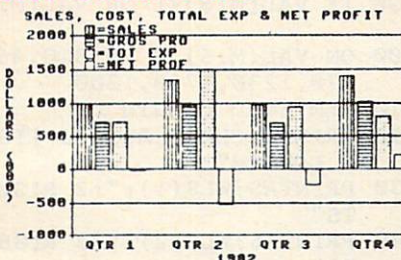 SALES, COST, TOTAL EXP & NET PROFIT
=SALES
=GROS PRO
=TOT EXP
=NET PROF
2000
1500
1000
500
0
-500
-1000
DOLLARS (000)
QTR 1 QTR 2 QTR 3 QTR4
1982